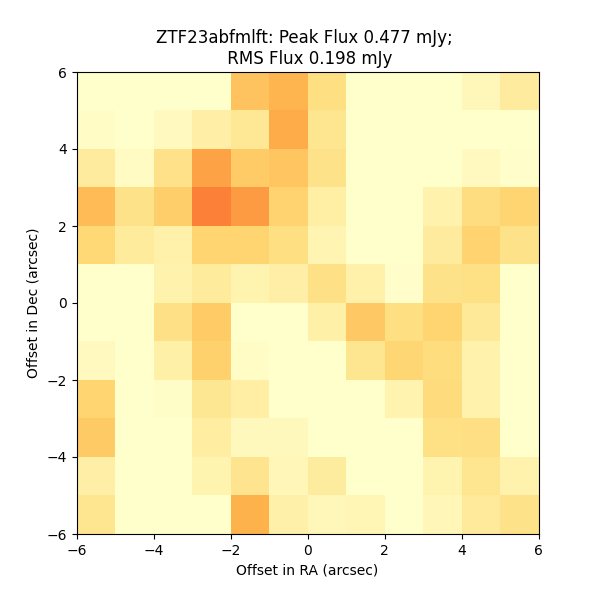 ZTF23abfmlft: Peak Flux 0.477 mJy;
RMS Flux 0.198 mJy
6
4
2
0
−2
−4
−6
Offset in Dec (arcsec)
−6 −4 −2 0 2 4 6
Offset in RA (arcsec)